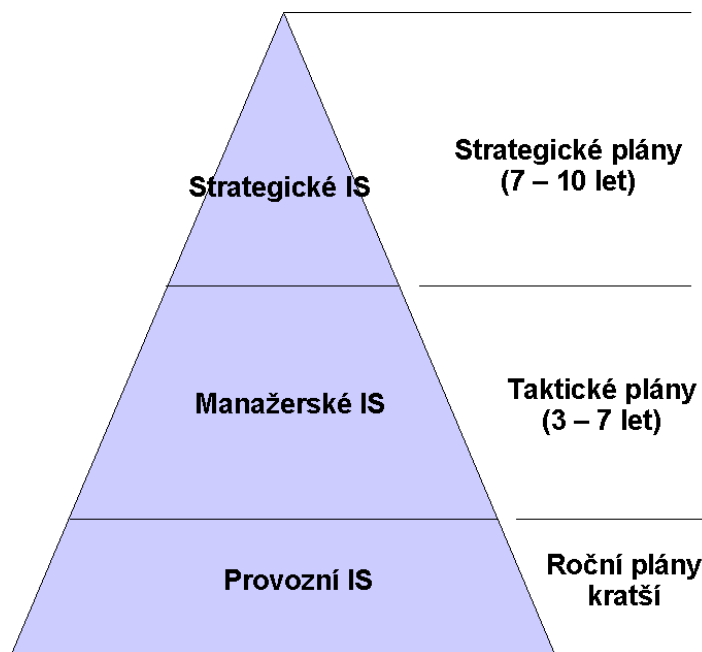 Strategické IS
Strategické plány
(7 – 10 let)
Manažerské IS
Taktické plány
(3 – 7 let)
Provozní IS
Roční plány
kratší